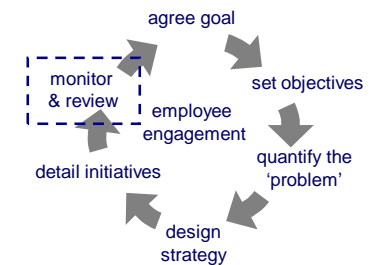 agree goal
set objectives
quantify the
‘problem’
design
strategy
detail initiatives
monitor
& review
employee
engagement